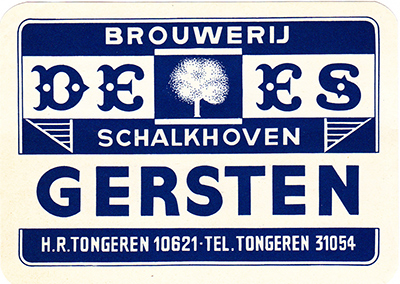 BROUWERIJ
DE ES
SCHALKHOVEN
GERSTEN
H.R. TONGEREN 10621 · TEL. TONGEREN 31054